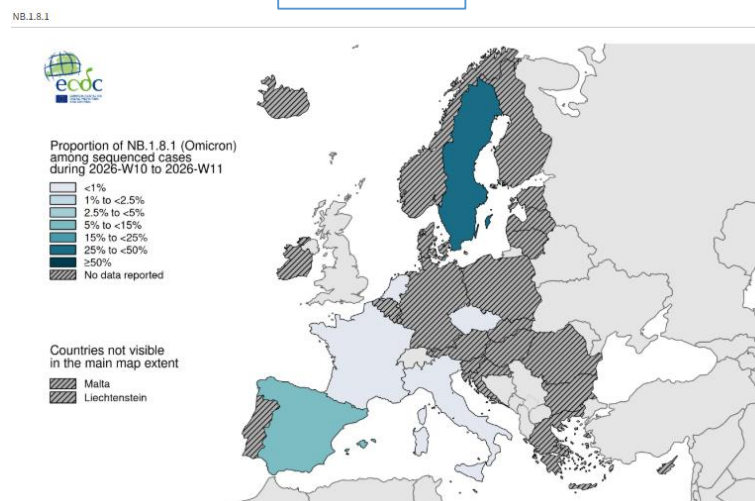 NB.1.8.1
ecdc
Proportion of NB.1.8.1 (Omicron)
among sequenced cases
during 2026-W10 to 2026-W11
<1%
1% to <2.5%
2.5% to <5%
5% to <15%
15% to <25%
25% to <50%
≥50%
No data reported
Countries not visible
in the main map extent
Malta
Liechtenstein